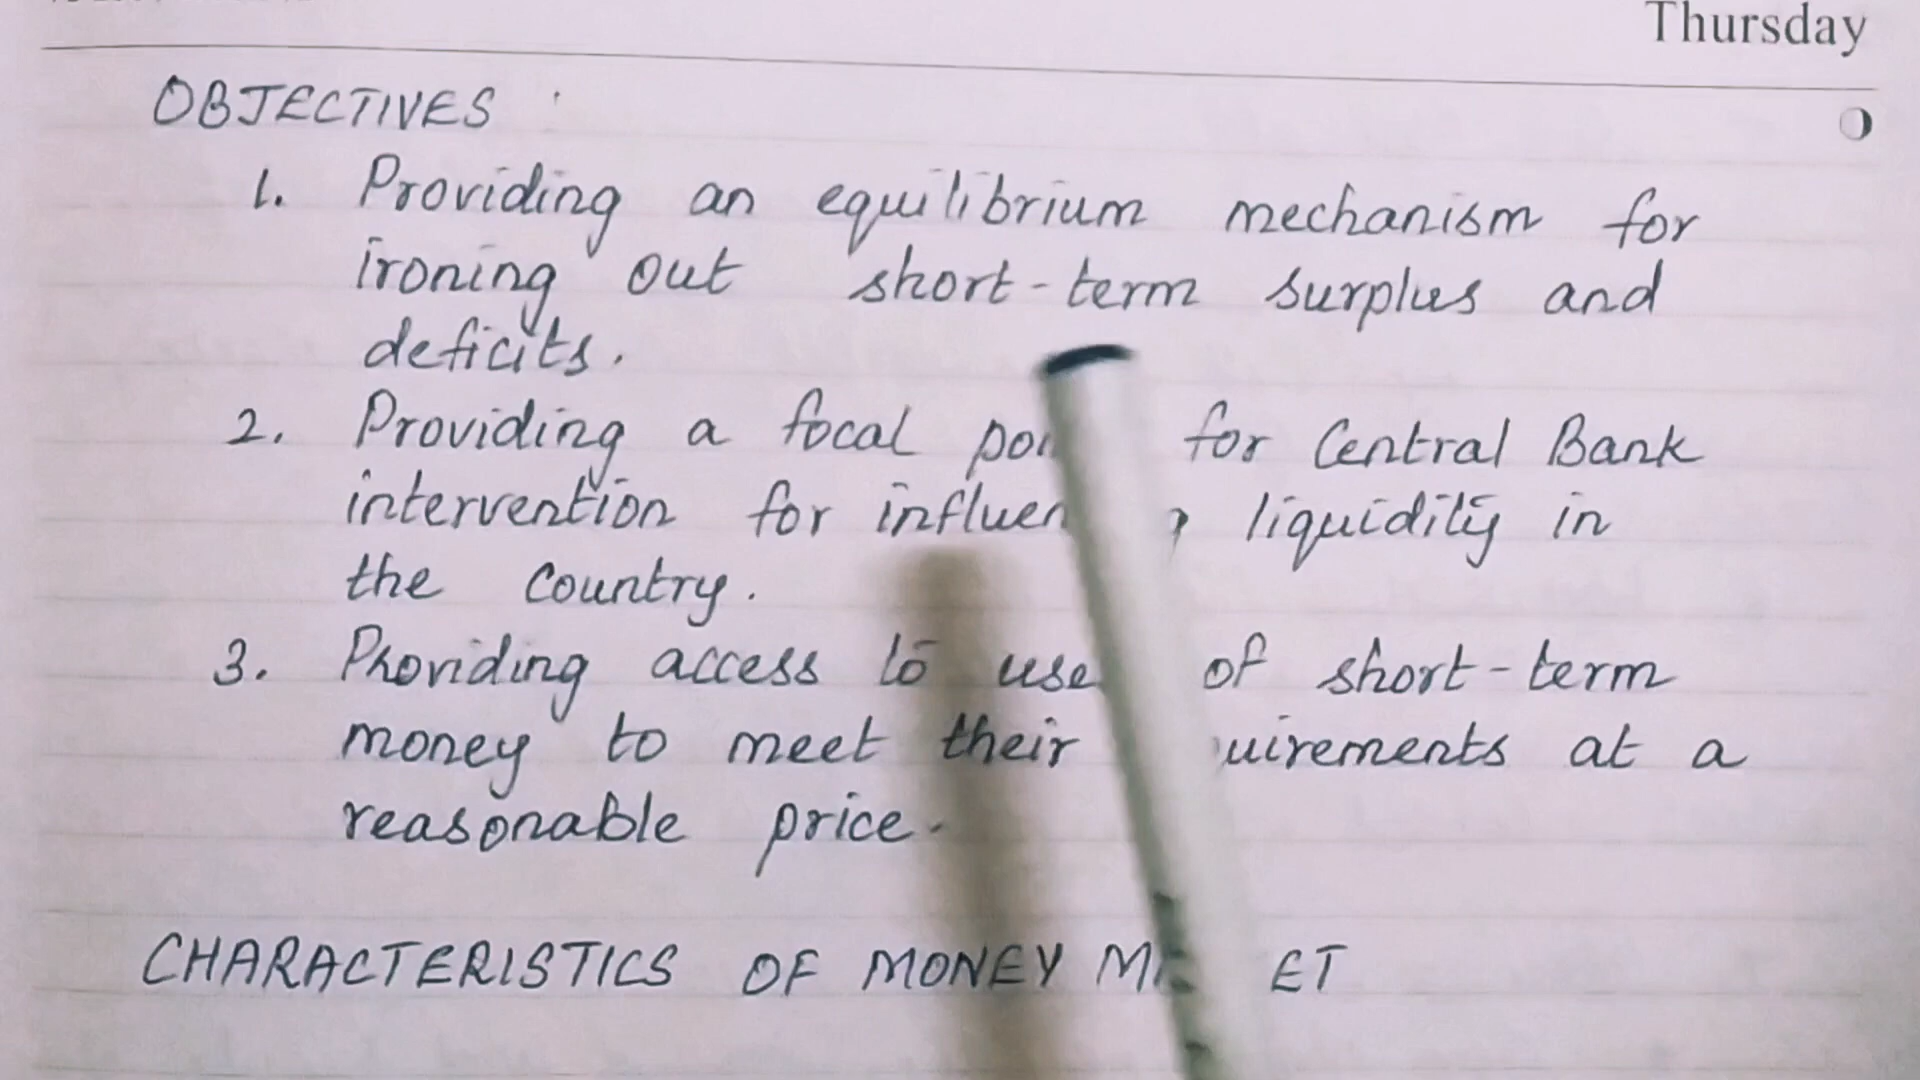 Thursday
OBJECTIVES :
1. Providing an equilibrium mechanism for
ironing out short-term surplus and
deficits.
2. Providing a focal for Central Bank
intervention for liquidity in
the country.
3. Providing access to of short-term
money to meet their at a
reasonable price.
CHARACTERISTICS OF MONEY